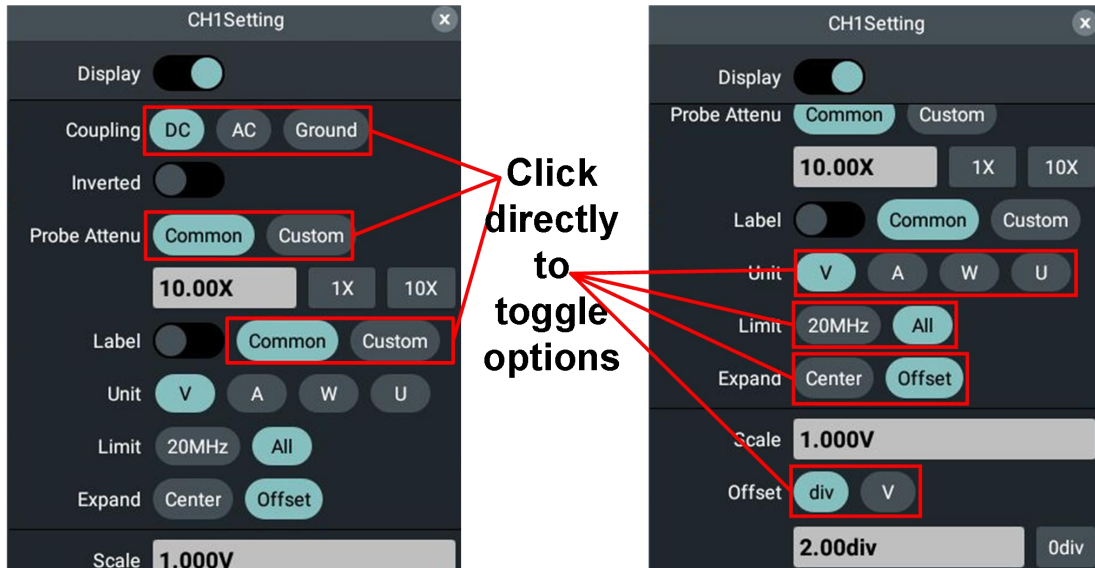 CH1Setting x
Display
Coupling DC AC Ground
Inverted
Probe Attenu Common Custom
10.00X 1X 10X
Label Common Custom
Unit V A W U
Limit 20MHz All
Expand Center Offset
Scale 1.000V
Click
directly
to
toggle
options
CH1Setting x
Display
Probe Attenu Common Custom
10.00X 1X 10X
Label Common Custom
Unit V A W U
Limit 20MHz All
Expand Center Offset
Scale 1.000V
Offset div V
2.00div 0div